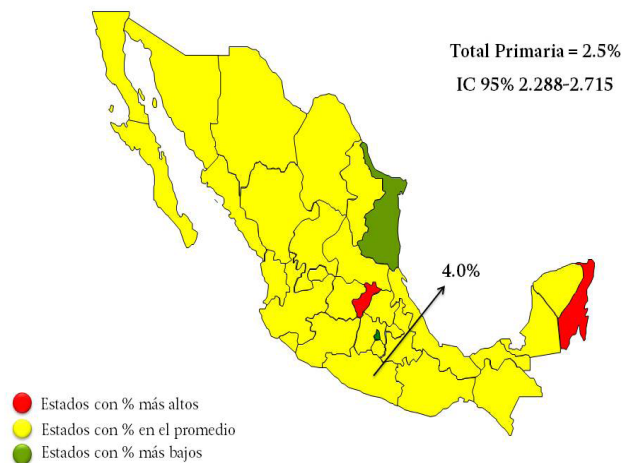 Total Primaria = 2.5%
IC 95% 2.288-2.715
4.0%
Estados con % más altos
Estados con % en el promedio
Estados con % más bajos